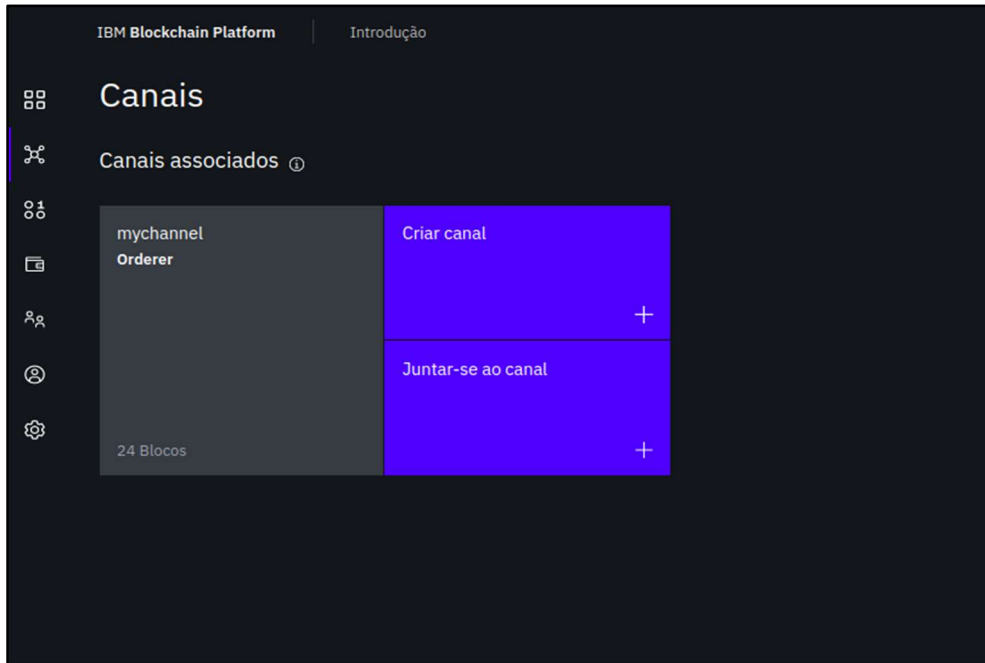 IBM Blockchain Platform
Introdução
Canais
Canais associados
mychannel
Orderer
24 Blocos
Criar canal
Juntar-se ao canal